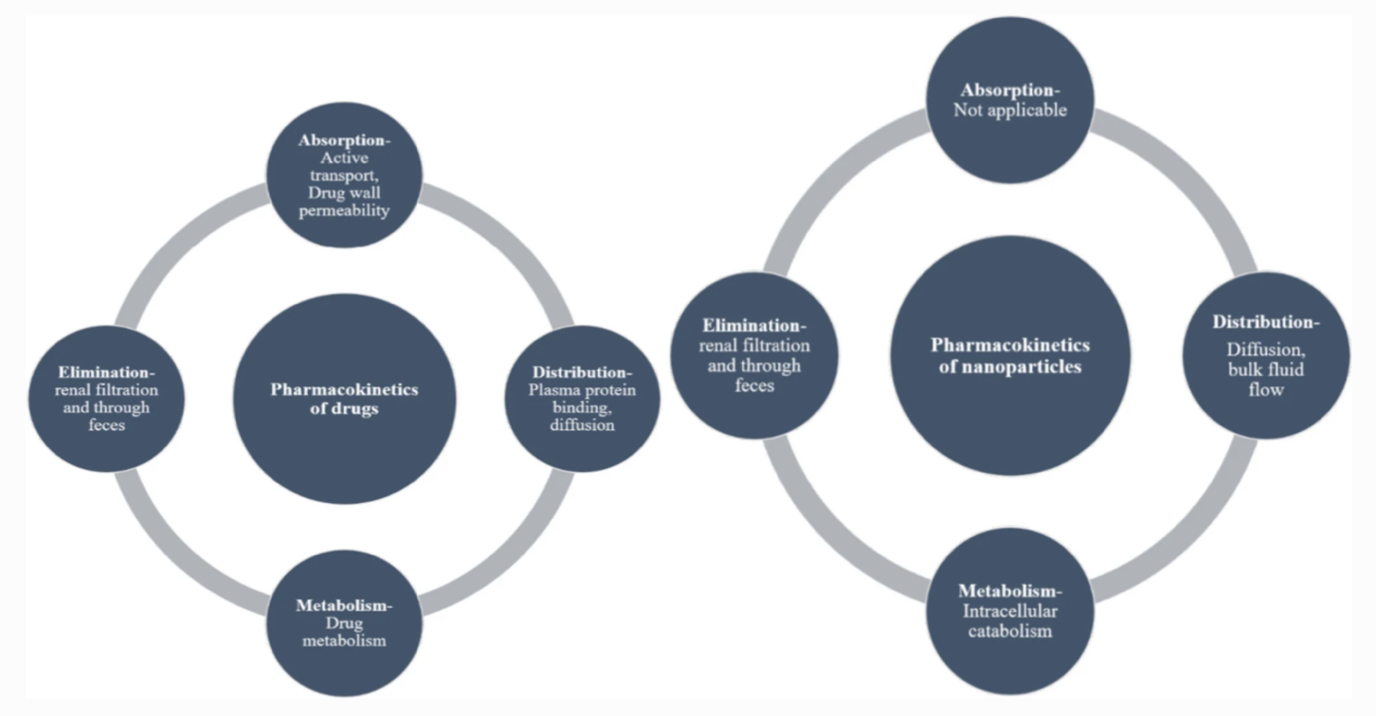 Absorption-
Active
transport,
Drug wall
permeability
Elimination-
renal filtration
and through
feces
Pharmacokinetics
of drugs
Distribution-
Plasma protein
binding,
diffusion
Metabolism-
Drug
metabolism
Absorption-
Not applicable
Elimination-
renal filtration
and through
feces
Pharmacokinetics
of nanoparticles
Distribution-
Diffusion,
bulk fluid
flow
Metabolism-
Intracellular
catabolism